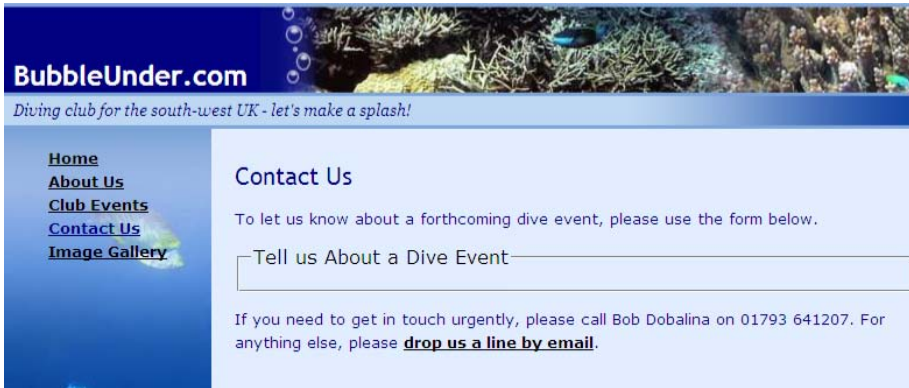 BubbleUnder.com
Diving club for the south-west UK - let's make a splash!
Home
About Us
Club Events
Contact Us
Image Gallery
Contact Us
To let us know about a forthcoming dive event, please use the form below.
Tell us About a Dive Event
If you need to get in touch urgently, please call Bob Dobalina on 01793 641207. For
anything else, please drop us a line by email.